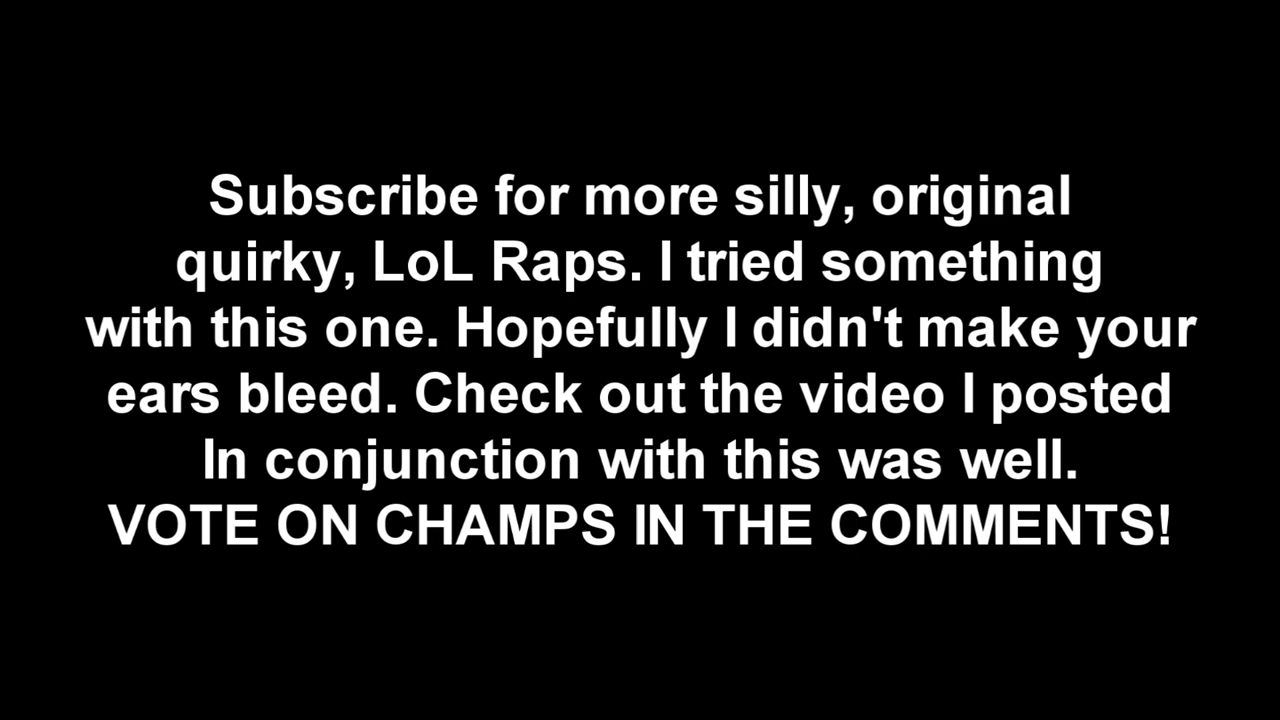 Subscribe for more silly, original
quirky, LoL Raps. I tried something
with this one. Hopefully I didn't make your
ears bleed. Check out the video I posted
In conjunction with this was well.
VOTE ON CHAMPS IN THE COMMENTS!